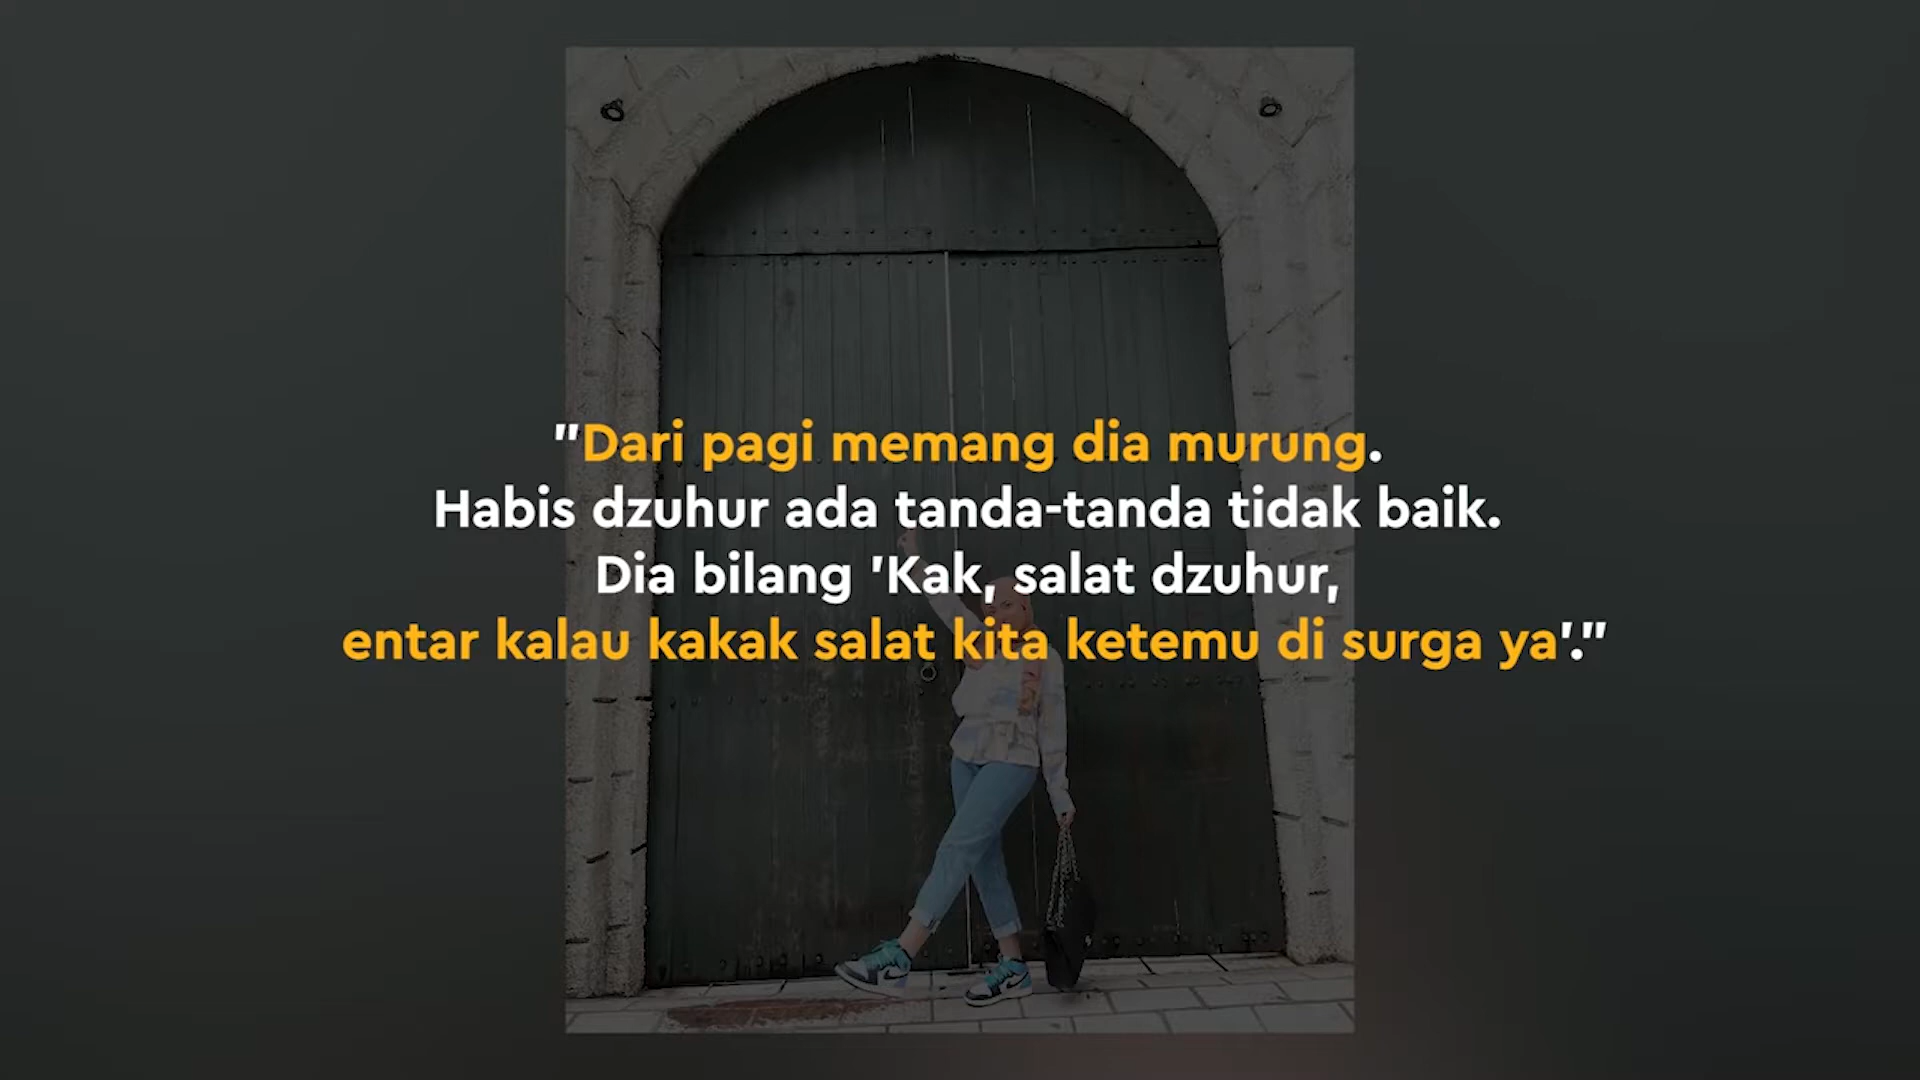 "Dari pagi memang dia murung.
Habis dzuhur ada tanda-tanda tidak baik.
Dia bilang 'Kak, salat dzuhur,
entar kalau kakak salat kita ketemu di surga ya'."